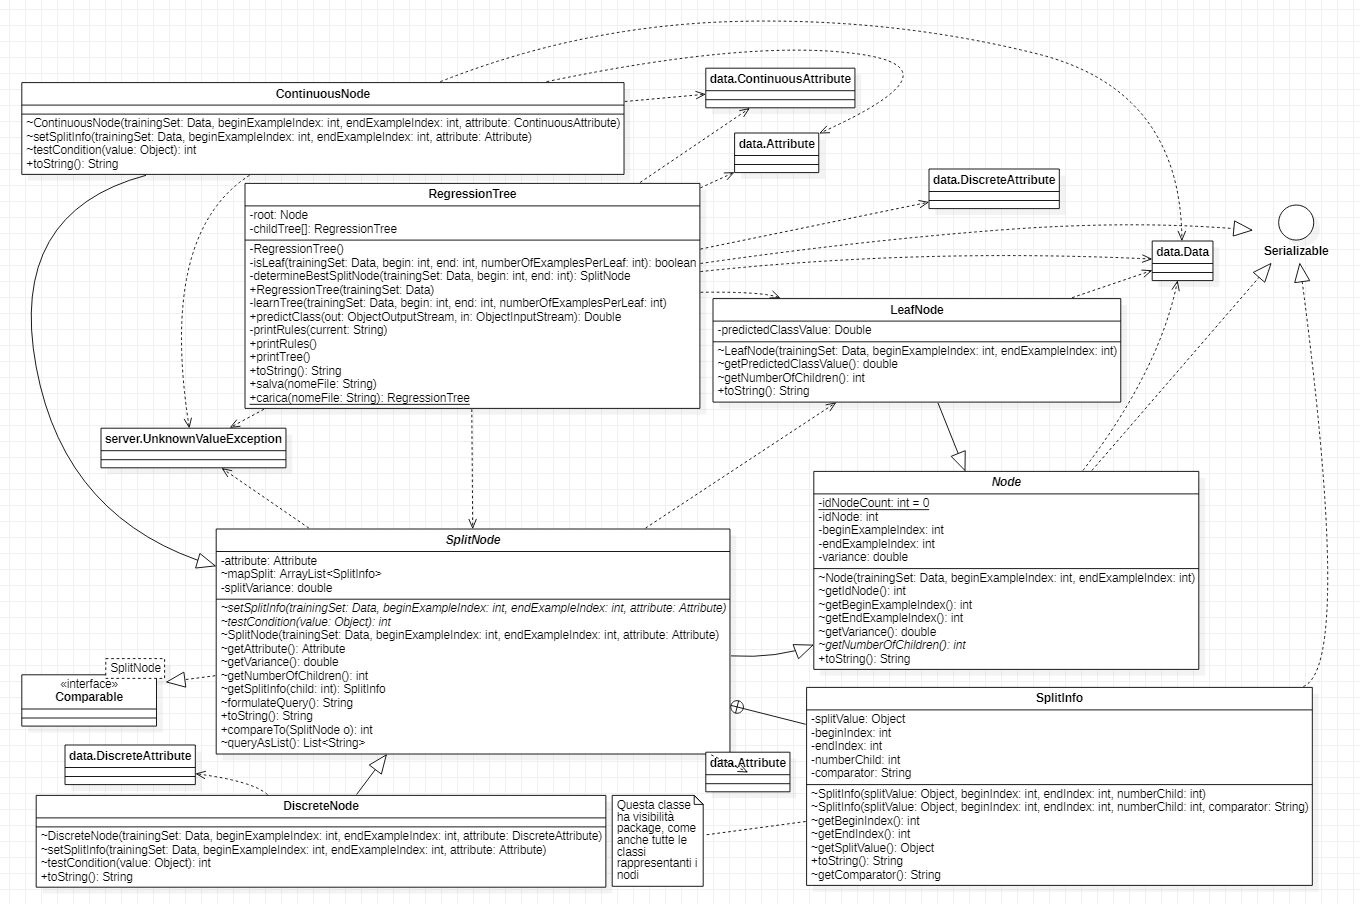 ContinuousNode
~ContinuousNode(trainingSet: Data, beginExampleIndex: int, endExampleIndex: int, attribute: ContinuousAttribute)
~setSplitInfo(trainingSet: Data, beginExampleIndex: int, endExampleIndex: int, attribute: Attribute)
~testCondition(value: Object): int
+toString(): String
data.ContinuousAttribute
data.Attribute
data.DiscreteAttribute
Serializable
data.Data
RegressionTree
-root: Node
-childTree[]: RegressionTree
-RegressionTree()
-isLeaf(trainingSet: Data, begin: int, end: int, numberOfExamplesPerLeaf: int): boolean
-determineBestSplitNode(trainingSet: Data, begin: int, end: int): SplitNode
+RegressionTree(trainingSet: Data)
-learnTree(trainingSet: Data, begin: int, end: int, numberOfExamplesPerLeaf: int)
+predictClass(out: ObjectOutputStream, in: ObjectInputStream): Double
-printRules(current: String)
+printRules()
+printTree()
+toString(): String
+salva(nomeFile: String)
+carica(nomeFile: String): RegressionTree
LeafNode
-predictedClassValue: Double
~LeafNode(trainingSet: Data, beginExampleIndex: int, endExampleIndex: int)
~getPredictedClassValue(): double
~getNumberOfChildren(): int
+toString(): String
server.UnknownValueException
Node
-idNodeCount: int = 0
-idNode: int
-beginExampleIndex: int
-endExampleIndex: int
-variance: double
~Node(trainingSet: Data, beginExampleIndex: int, endExampleIndex: int)
~getIdNode(): int
~getBeginExampleIndex(): int
~getEndExampleIndex(): int
~getVariance(): double
~getNumberOfChildren(): int
+toString(): String
SplitNode
-attribute: Attribute
~mapSplit: ArrayList<SplitInfo>
-splitVariance: double
~setSplitInfo(trainingSet: Data, beginExampleIndex: int, endExampleIndex: int, attribute: Attribute)
~testCondition(value: Object): int
~SplitNode(trainingSet: Data, beginExampleIndex: int, endExampleIndex: int, attribute: Attribute)
~getAttribute(): Attribute
~getVariance(): double
~getNumberOfChildren(): int
~getSplitInfo(child: int): SplitInfo
~formulateQuery(): String
+toString(): String
+compareTo(SplitNode o): int
~queryAsList(): List<String>
SplitNode
«interface»
Comparable
data.DiscreteAttribute
data.Attribute
SplitInfo
-splitValue: Object
-beginIndex: int
-endIndex: int
-numberChild: int
-comparator: String
~SplitInfo(splitValue: Object, beginIndex: int, endIndex: int, numberChild: int)
~SplitInfo(splitValue: Object, beginIndex: int, endIndex: int, numberChild: int, comparator: String)
~getBeginIndex(): int
~getEndIndex(): int
~getSplitValue(): Object
+toString(): String
~getComparator(): String
DiscreteNode
~DiscreteNode(trainingSet: Data, beginExampleIndex: int, endExampleIndex: int, attribute: DiscreteAttribute)
~setSplitInfo(trainingSet: Data, beginExampleIndex: int, endExampleIndex: int, attribute: Attribute)
~testCondition(value: Object): int
+toString(): String
Questa classe
ha visibilità
package, come
anche tutte le
classi
rappresentanti i
nodi